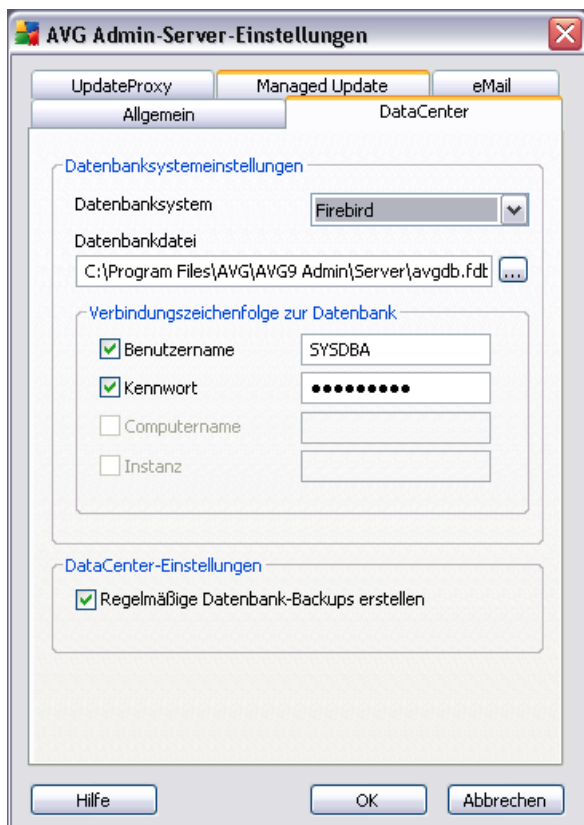 AVG Admin-Server-Einstellungen
UpdateProxy Managed Update eMail
Allgemein DataCenter
Datenbanksystemeinstellungen
Datenbanksystem Firebird
Datenbankdatei
C:\Program Files\AVG\AVG9 Admin\Server\avgdb.fdb ...
Verbindungszeichenfolge zur Datenbank
Benutzername SYSDBA
Kennwort •••••••••
Computername
Instanz
DataCenter-Einstellungen
Regelmäßige Datenbank-Backups erstellen
Hilfe OK Abbrechen